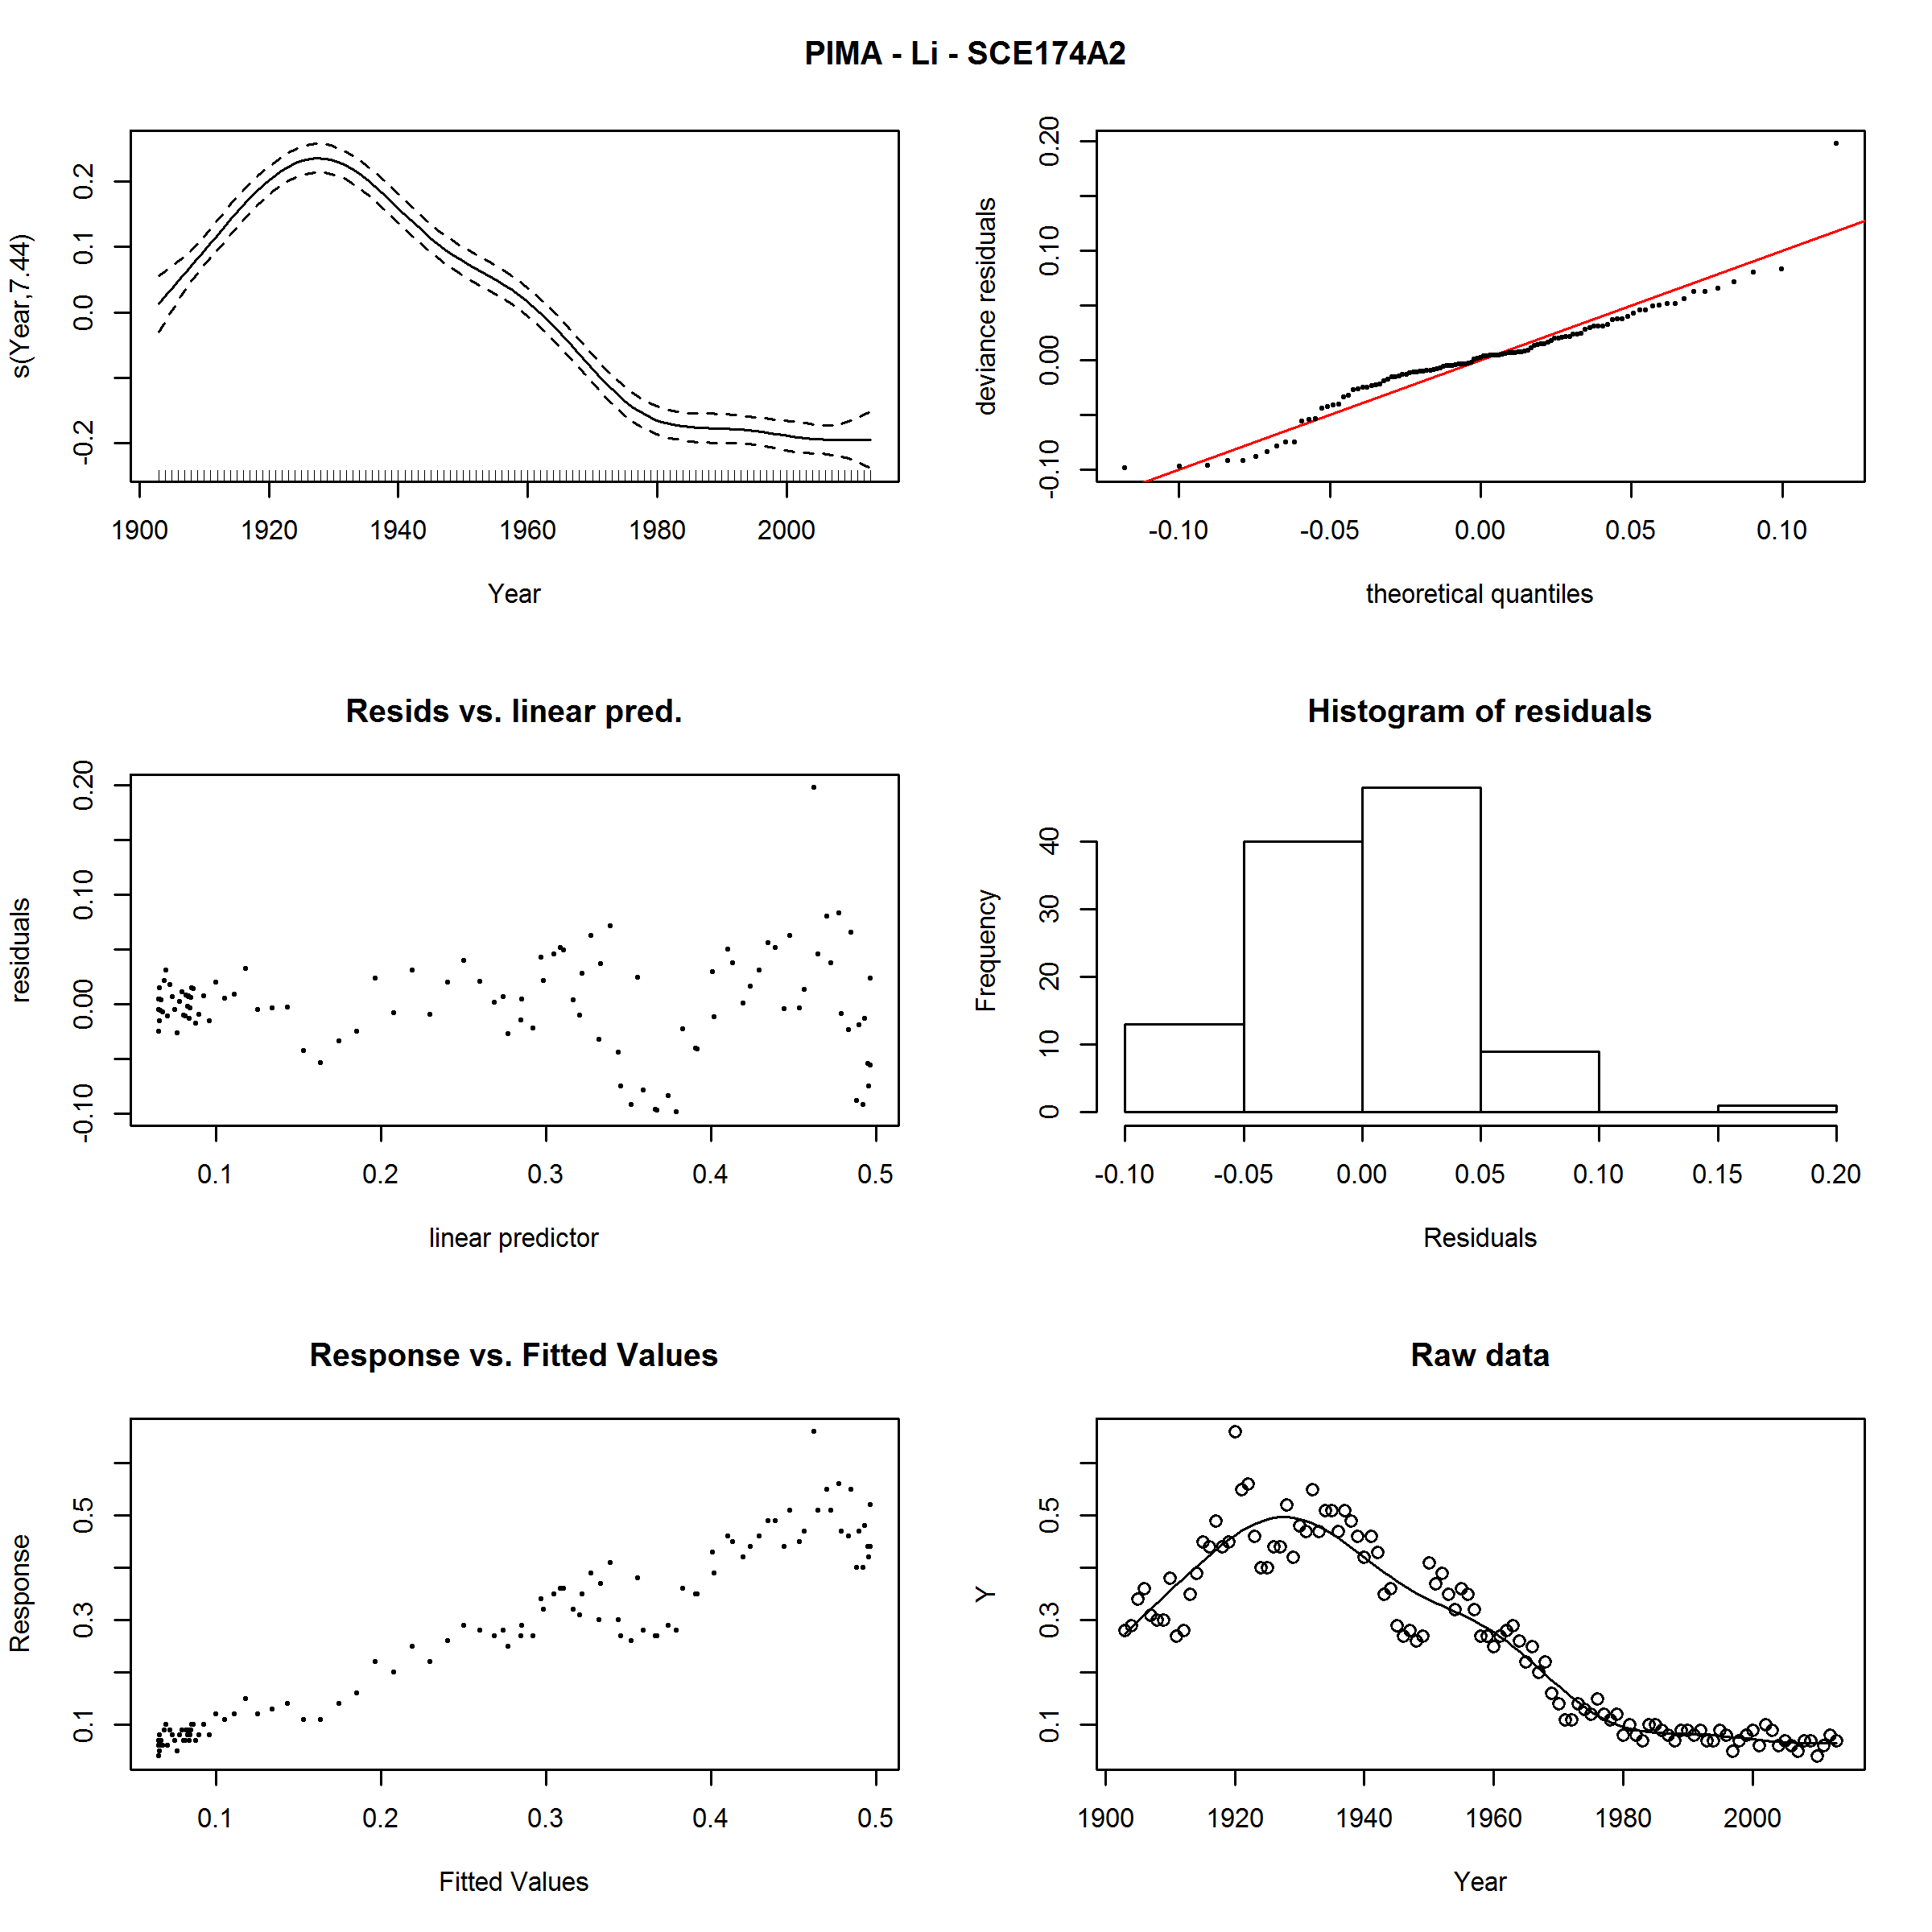 PIMA - Li - SCE174A2
s(Year,7.44)
-0.2 0.0 0.1 0.2
1900 1920 1940 1960 1980 2000
Year
deviance residuals
-0.10 0.00 0.10 0.20
-0.10 -0.05 0.00 0.05 0.10
theoretical quantiles
Resids vs. linear pred.
residuals
-0.10 0.00 0.10 0.20
0.1 0.2 0.3 0.4 0.5
linear predictor
Histogram of residuals
Frequency
0 10 20 30 40
-0.10 -0.05 0.00 0.05 0.10 0.15 0.20
Residuals
Response vs. Fitted Values
Response
0.1 0.3 0.5
0.1 0.2 0.3 0.4 0.5
Fitted Values
Raw data
Y
0.1 0.3 0.5
1900 1920 1940 1960 1980 2000
Year